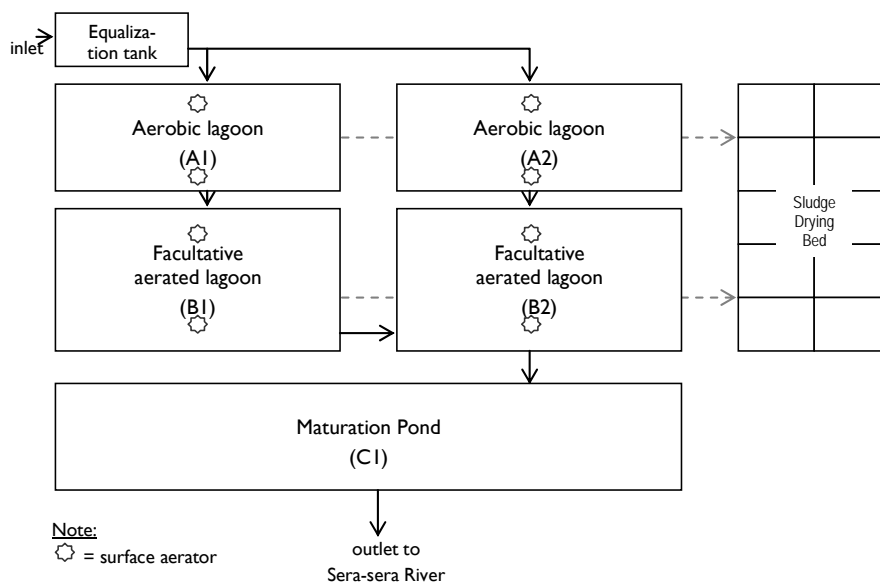 inlet
Equaliza-
tion tank
Aerobic lagoon
(A1)
Aerobic lagoon
(A2)
Facultative
aerated lagoon
(B1)
Facultative
aerated lagoon
(B2)
Sludge
Drying
Bed
Maturation Pond
(C1)
Note:
= surface aerator
outlet to
Sera-sera River